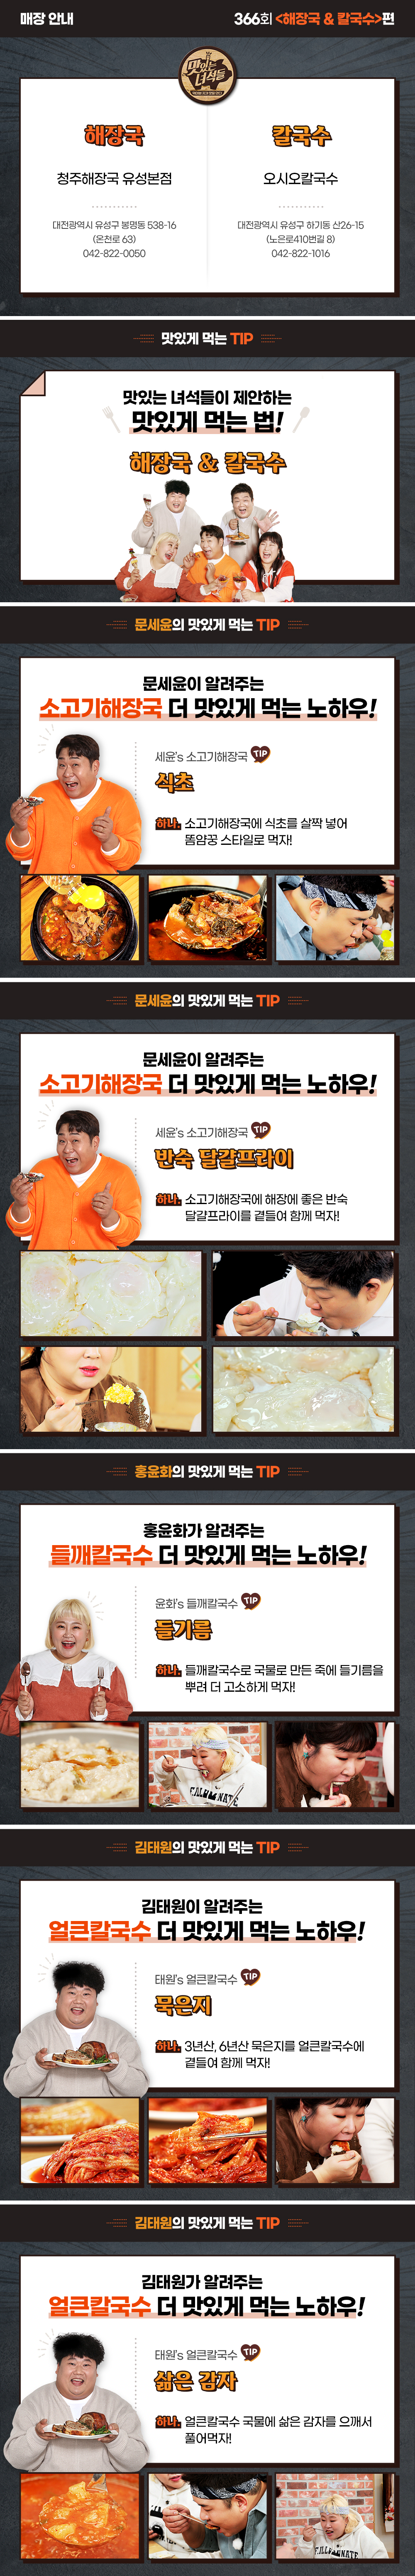 매장 안내
366회 <해장국 & 칼국수>편
맛있는
녀석들
해장국
청주해장국 유성본점
대전광역시 유성구 봉명동 538-16
(온천로 63)
042-822-0050
칼국수
오시오칼국수
대전광역시 유성구 하기동 산26-15
(노은로410번길 8)
042-822-1016
맛있게 먹는 TIP
맛있는 녀석들이 제안하는
맛있게 먹는 법!
해장국 & 칼국수
문세윤의 맛있게 먹는 TIP
문세윤이 알려주는
소고기해장국 더 맛있게 먹는 노하우!
세윤's 소고기해장국 TIP
식초
하나. 소고기해장국에 식초를 살짝 넣어
똠얌꿍 스타일로 먹자!
문세윤의 맛있게 먹는 TIP
문세윤이 알려주는
소고기해장국 더 맛있게 먹는 노하우!
세윤's 소고기해장국 TIP
반숙 달걀프라이
하나. 소고기해장국에 해장에 좋은 반숙
달걀프라이를 곁들여 함께 먹자!
홍윤화의 맛있게 먹는 TIP
홍윤화가 알려주는
들깨칼국수 더 맛있게 먹는 노하우!
윤화's 들깨칼국수 TIP
들기름
하나. 들깨칼국수로 국물로 만든 죽에 들기름을
뿌려 더 고소하게 먹자!
김태원의 맛있게 먹는 TIP
김태원이 알려주는
얼큰칼국수 더 맛있게 먹는 노하우!
태원's 얼큰칼국수 TIP
묵은지
하나. 3년산, 6년산 묵은지를 얼큰칼국수에
곁들여 함께 먹자!
김태원의 맛있게 먹는 TIP
김태원가 알려주는
얼큰칼국수 더 맛있게 먹는 노하우!
태원's 얼큰칼국수 TIP
삶은 감자
하나. 얼큰칼국수 국물에 삶은 감자를 으깨서
풀어먹자!